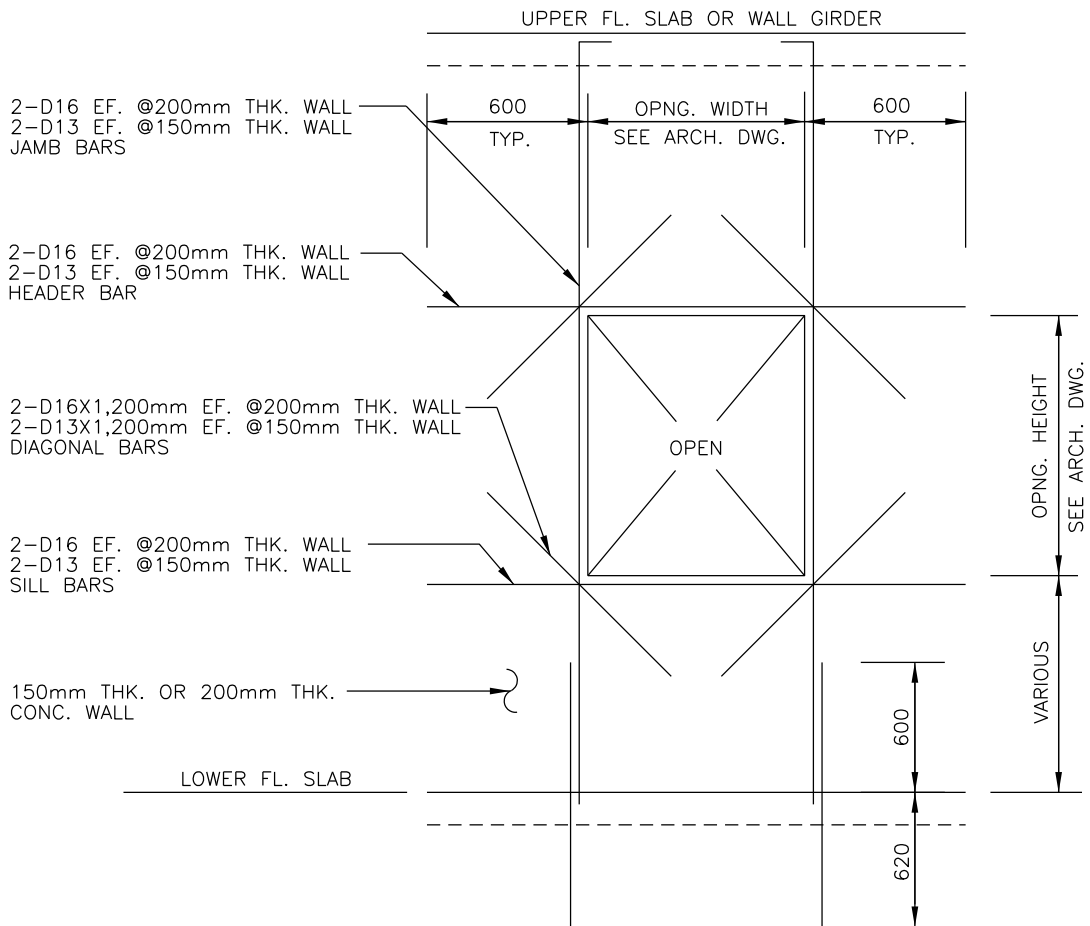 UPPER FL. SLAB OR WALL GIRDER
2-D16 EF. @200mm THK. WALL
2-D13 EF. @150mm THK. WALL
JAMB BARS
600
TYP.
OPNG. WIDTH
SEE ARCH. DWG.
600
TYP.
2-D16 EF. @200mm THK. WALL
2-D13 EF. @150mm THK. WALL
HEADER BAR
2-D16X1,200mm EF. @200mm THK. WALL
2-D13X1,200mm EF. @150mm THK. WALL
DIAGONAL BARS
OPEN
OPNG. HEIGHT
SEE ARCH. DWG.
2-D16 EF. @200mm THK. WALL
2-D13 EF. @150mm THK. WALL
SILL BARS
150mm THK. OR 200mm THK.
CONC. WALL
VARIOUS
600
LOWER FL. SLAB
620